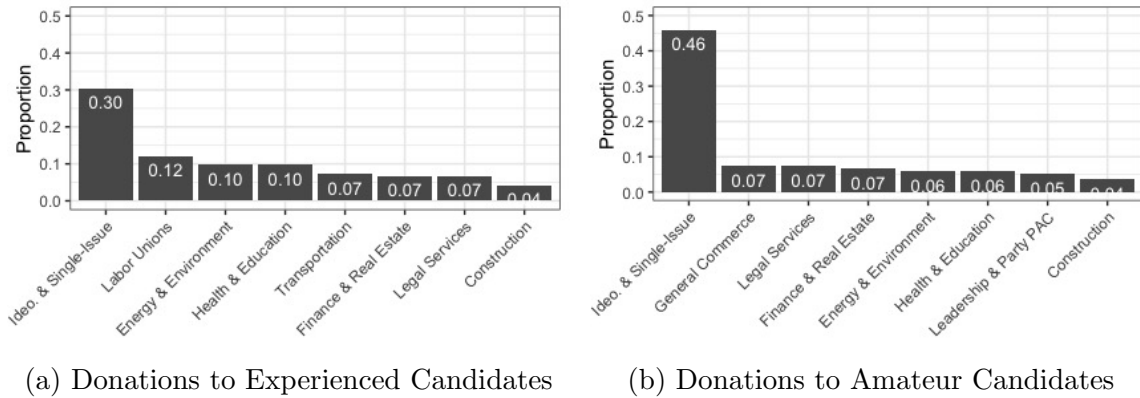 0.5
0.4
0.3
0.2
0.1
0.0
Proportion
0.30
0.12
0.10
0.10
0.07
0.07
0.07
0.04
Ideo. & Single-Issue
Labor Unions
Energy & Environment
Health & Education
Transportation
Finance & Real Estate
Legal Services
Construction
(a) Donations to Experienced Candidates
0.5
0.4
0.3
0.2
0.1
0.0
Proportion
0.46
0.07
0.07
0.07
0.06
0.06
0.05
0.04
Ideo. & Single-Issue
General Commerce
Legal Services
Finance & Real Estate
Energy & Environment
Health & Education
Leadership & Party PAC
Construction
(b) Donations to Amateur Candidates